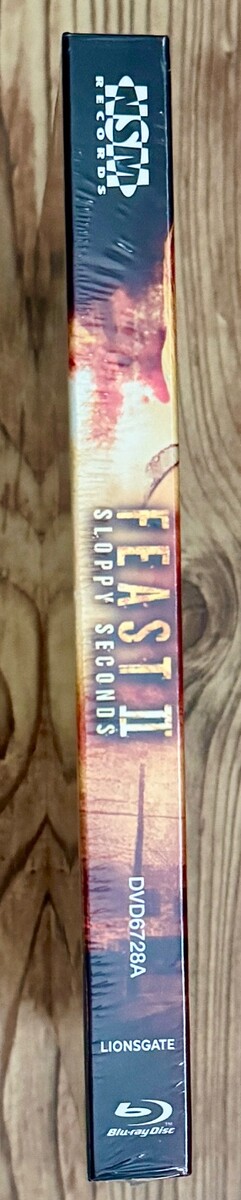 NSM
RECORDS
FEAST II
SLOPPY SECONDS
DVD6728A
LIONSGATE
Blu-ray Disc